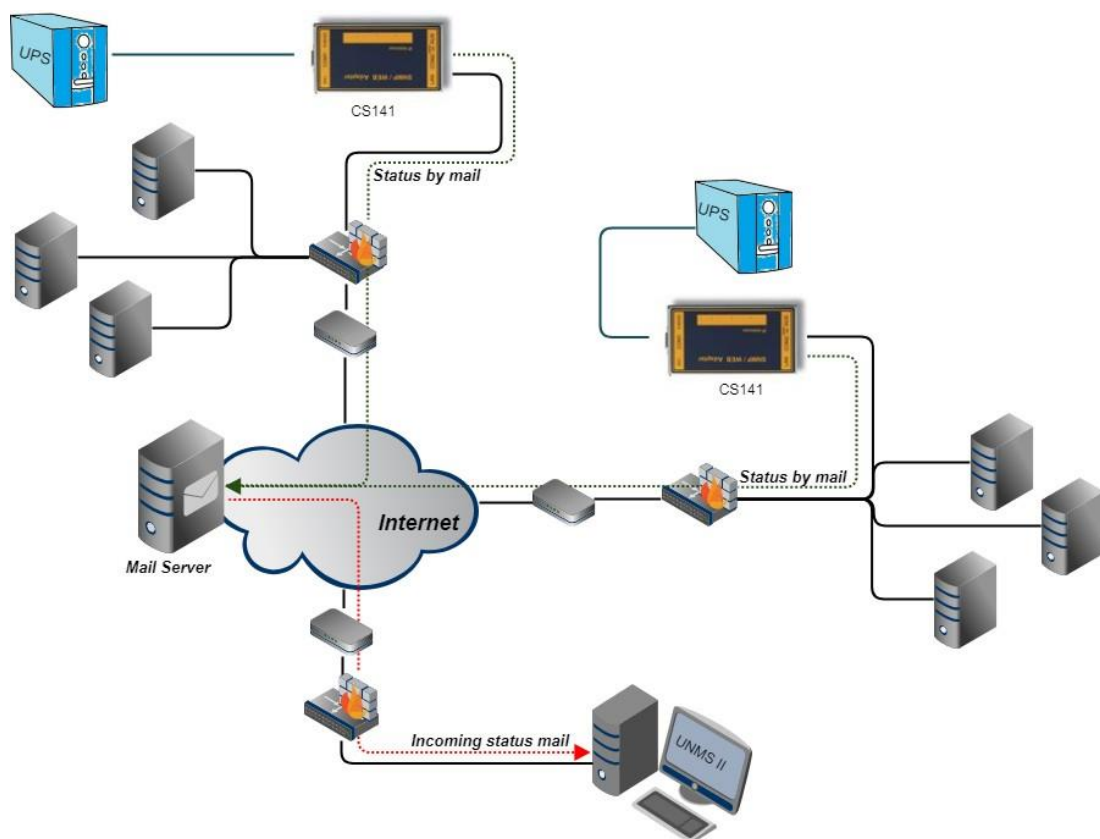 UPS
CS141
Status by mail
UPS
CS141
Status by mail
Internet
Mail Server
Incoming status mail
UNMS II